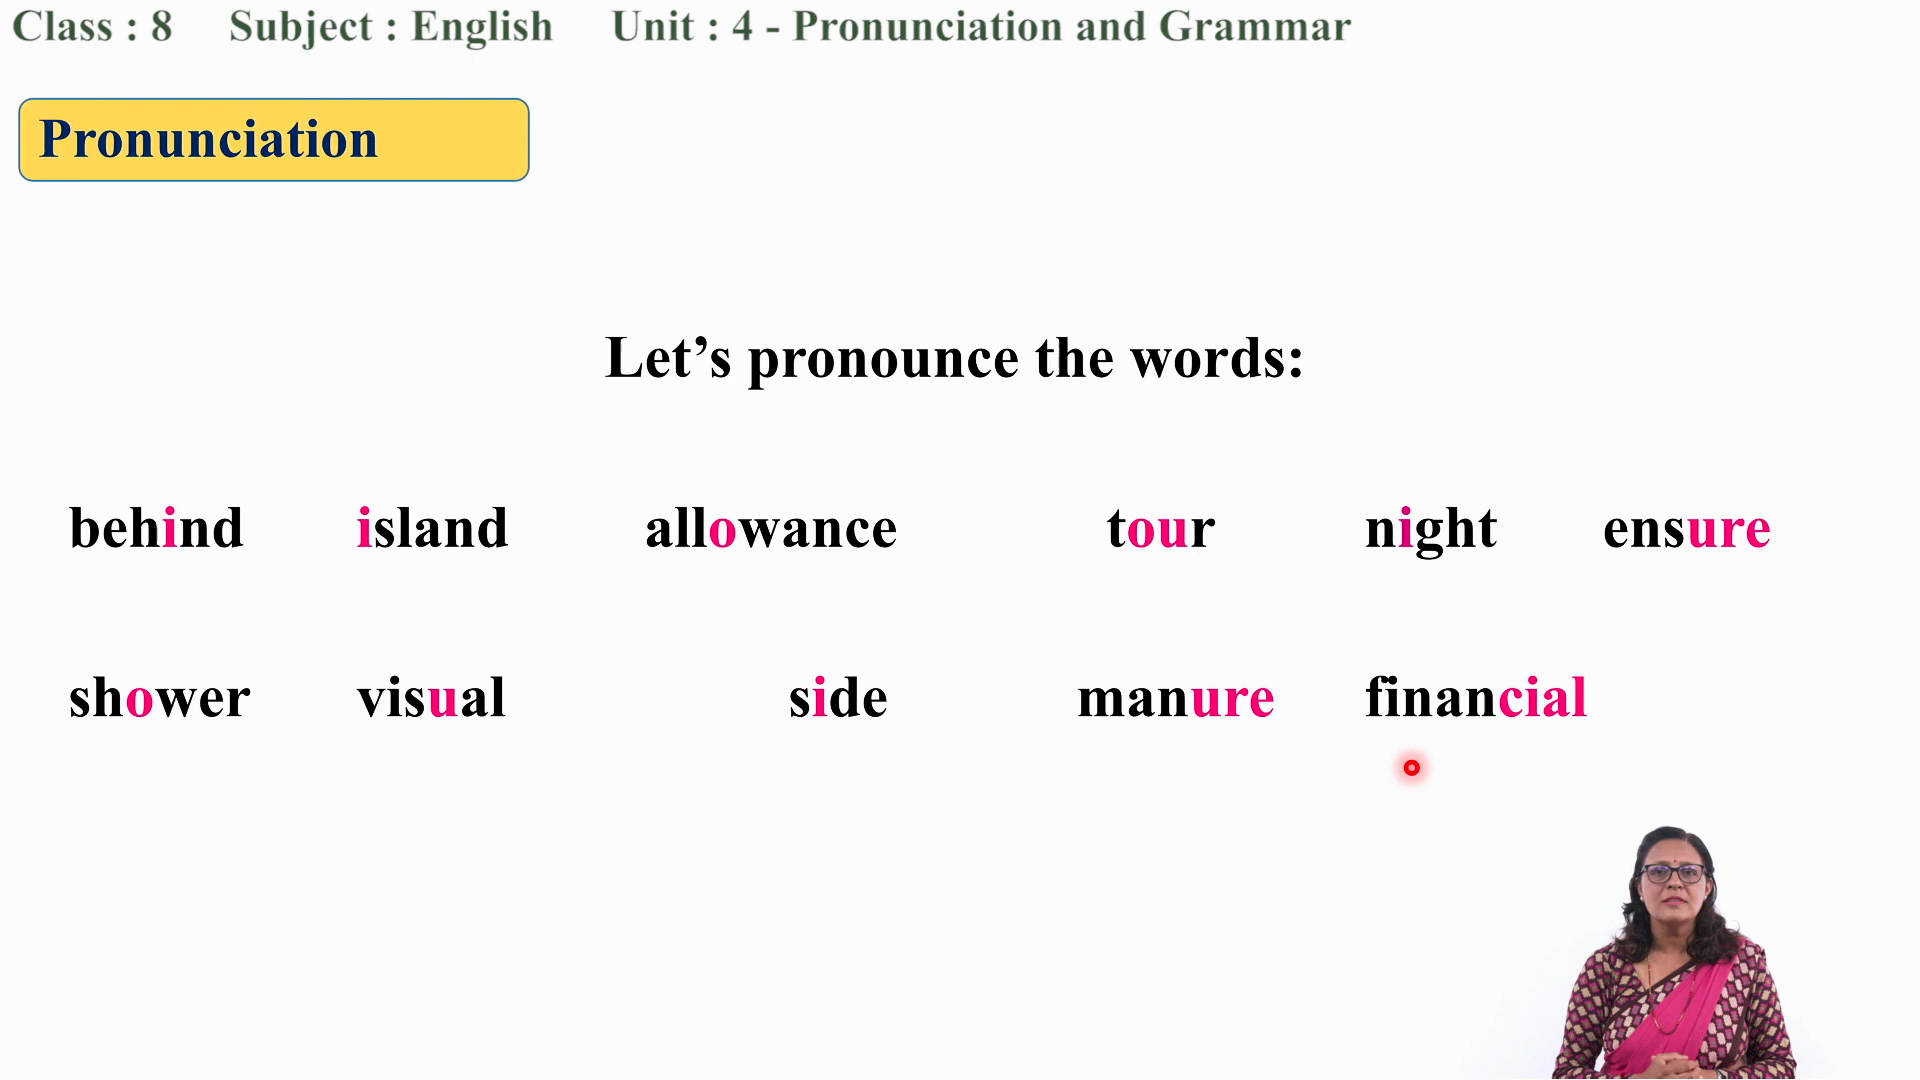 Class : 8 Subject : English Unit : 4 - Pronunciation and Grammar
Pronunciation
Let’s pronounce the words:
behind island allowance tour night ensure
shower visual side manure financial